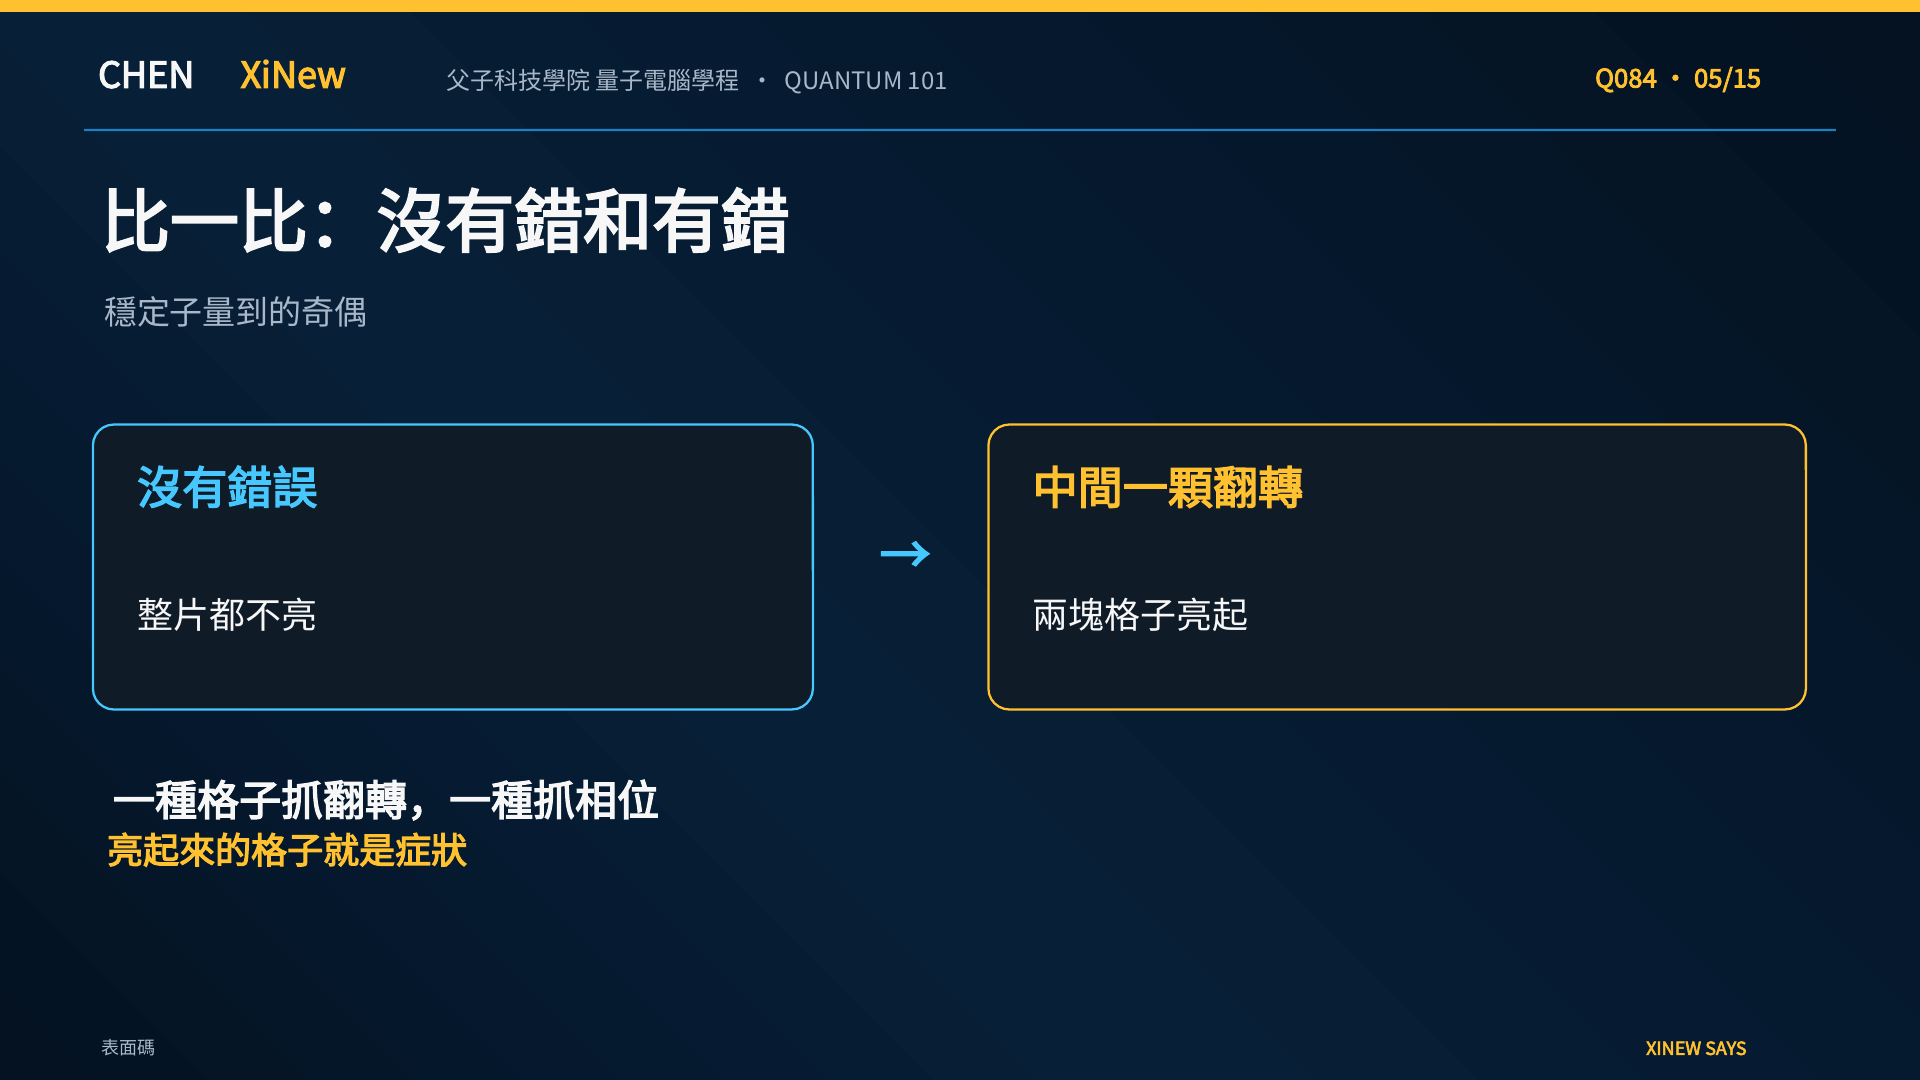 CHEN XiNew 父子科技學院 量子電腦學程 • QUANTUM 101 Q084 • 05/15
比一比：沒有錯和有錯
穩定子量到的奇偶
沒有錯誤
整片都不亮
→
中間一顆翻轉
兩塊格子亮起
一種格子抓翻轉，一種抓相位
亮起來的格子就是症狀
表面碼
XINEW SAYS